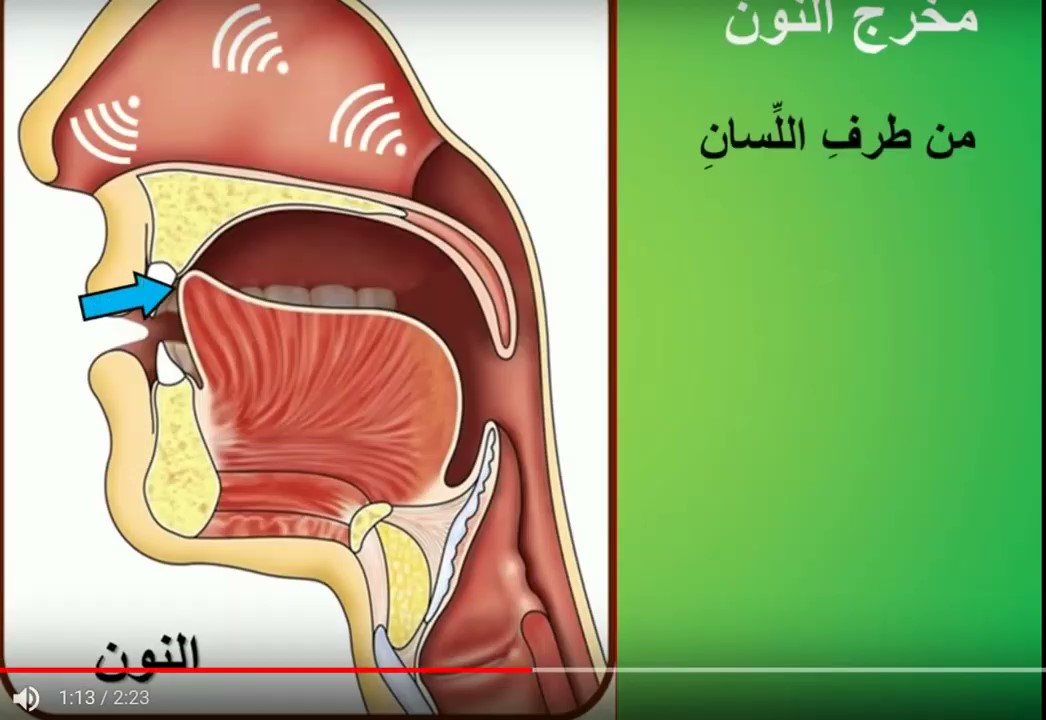 مخرج النون
من طرفِ اللِّسانِ
النون
1:13 / 2:23